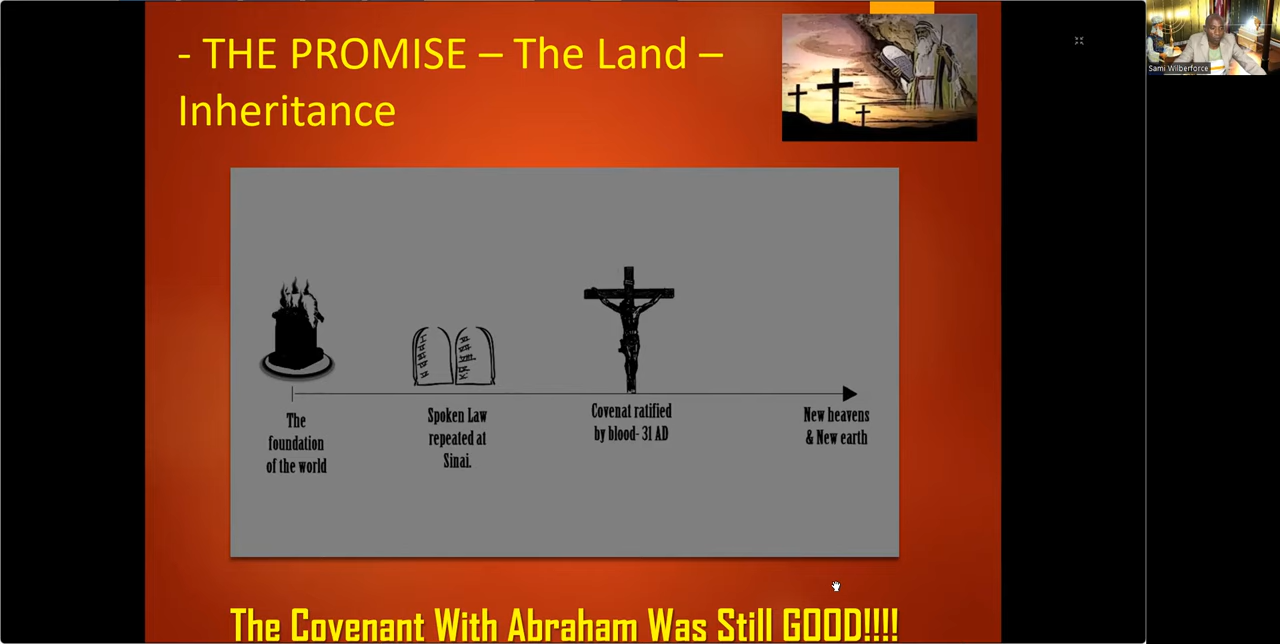 - THE PROMISE – The Land –
Inheritance
Sami Wilberforce
The
foundation
of the world
Spoken Law
repeated at
Sinai.
Covenat ratified
by blood- 31 AD
New heavens
& New earth
The Covenant With Abraham Was Still GOOD!!!!